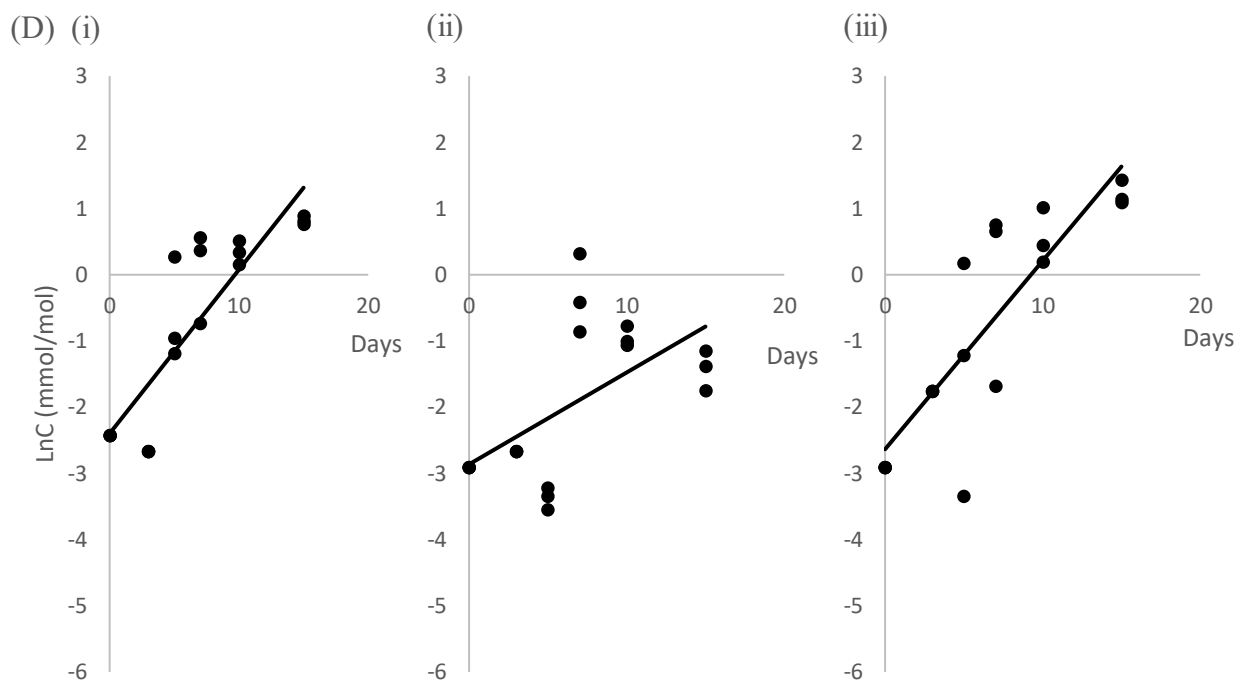 (D) (i) (ii) (iii)
3 3 3
2 2 2
1 1 1
0 0 0
0 10 20 0 10 20 0 10 20
-1 -1 -1
Days Days Days
-2 -2 -2
-3 -3 -3
-4 -4 -4
-5 -5 -5
-6 -6 -6
LnC (mmol/mol)